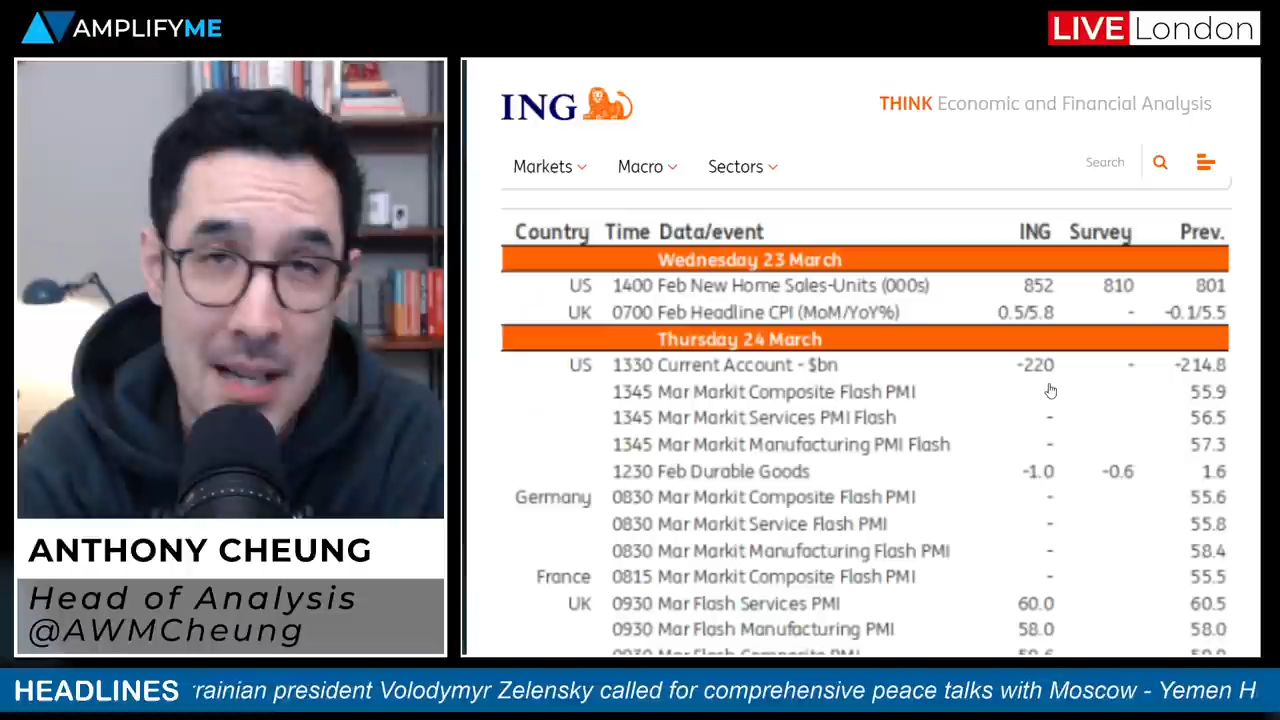 AMPLIFYME
LIVE London
ING
THINK Economic and Financial Analysis
Markets Macro Sectors Search
Country Time Data/event ING Survey Prev.
Wednesday 23 March
US 1400 Feb New Home Sales-Units (000s) 852 810 801
UK 0700 Feb Headline CPI (MoM/YoY%) 0.5/5.8 - -0.1/5.5
Thursday 24 March
US 1330 Current Account - $bn -220 - -214.8
1345 Mar Markit Composite Flash PMI 55.9
1345 Mar Markit Services PMI Flash - 56.5
1345 Mar Markit Manufacturing PMI Flash - 57.3
1230 Feb Durable Goods -1.0 -0.6 1.6
Germany 0830 Mar Markit Composite Flash PMI - 55.6
0830 Mar Markit Service Flash PMI - 55.8
0830 Mar Markit Manufacturing Flash PMI - 58.4
France 0815 Mar Markit Composite Flash PMI - 55.5
UK 0930 Mar Flash Services PMI 60.0 60.5
0930 Mar Flash Manufacturing PMI 58.0 58.0
0930 Mar Flash Composite PMI
ANTHONY CHEUNG
Head of Analysis
@AWMCheung
HEADLINES rainian president Volodymyr Zelensky called for comprehensive peace talks with Moscow - Yemen H